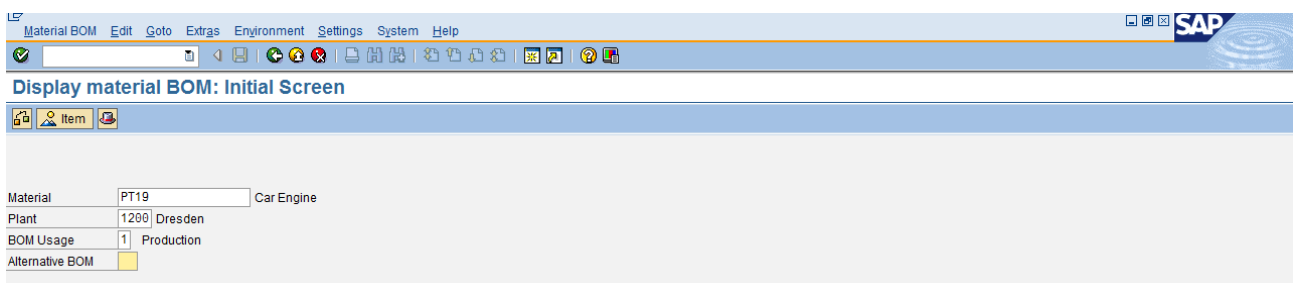 Material BOM Edit Goto Extras Environment Settings System Help
SAP
Display material BOM: Initial Screen
Item
Material PT19 Car Engine
Plant 1200 Dresden
BOM Usage 1 Production
Alternative BOM